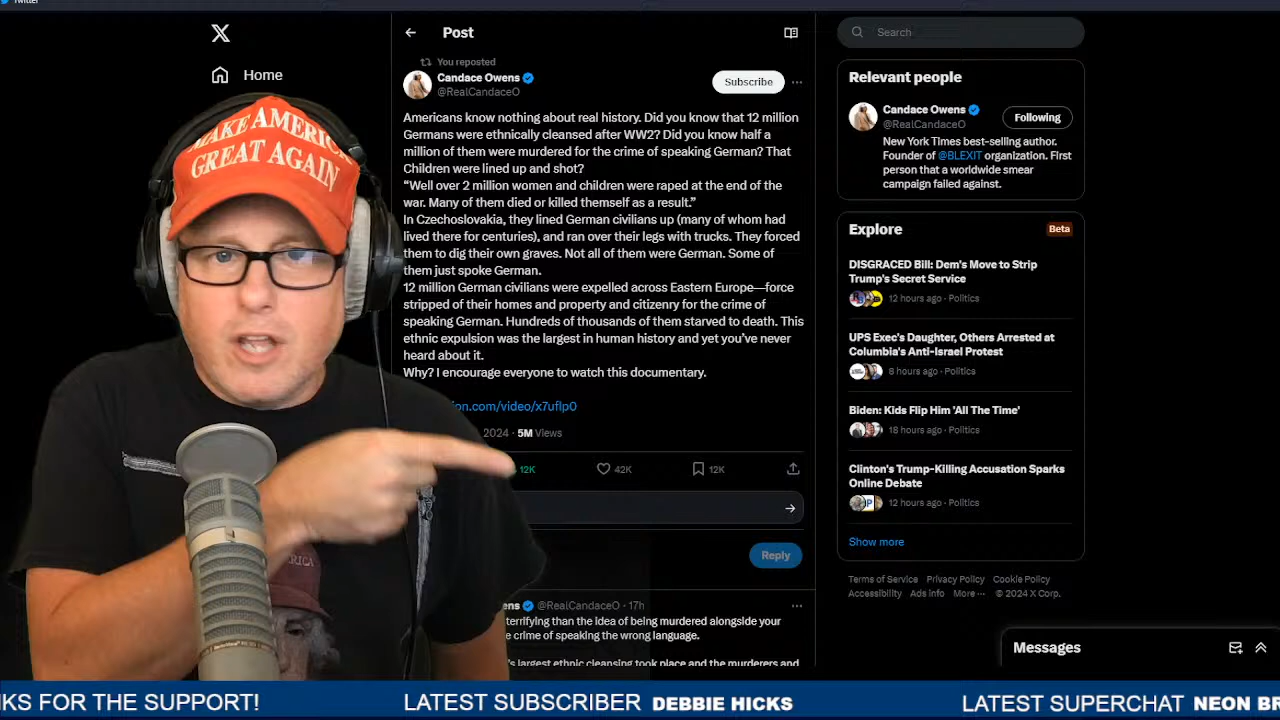 Twitter
Home
MAKE AMERICA
GREAT AGAIN
Post
You reposted
Candace Owens
@RealCandaceO
Subscribe
Americans know nothing about real history. Did you know that 12 million
Germans were ethnically cleansed after WW2? Did you know half a
million of them were murdered for the crime of speaking German? That
Children were lined up and shot?
“Well over 2 million women and children were raped at the end of the
war. Many of them died or killed themself as a result.”
In Czechoslovakia, they lined German civilians up (many of whom had
lived there for centuries), and ran over their legs with trucks. They forced
them to dig their own graves. Not all of them were German. Some of
them just spoke German.
12 million German civilians were expelled across Eastern Europe—force
stripped of their homes and property and citizenry for the crime of
speaking German. Hundreds of thousands of them starved to death. This
ethnic expulsion was the largest in human history and yet you’ve never
heard about it.
Why? I encourage everyone to watch this documentary.
on.com/video/x7uflp0
2024 · 5M Views
12K
42K
12K
Reply
ens @RealCandaceO · 17h
terrifying than the idea of being murdered alongside your
e crime of speaking the wrong language.
's largest ethnic cleansing took place and the murderers and
Search
Relevant people
Candace Owens
@RealCandaceO
Following
New York Times best-selling author.
Founder of @BLEXIT organization. First
person that a worldwide smear
campaign failed against.
Explore
Beta
DISGRACED Bill: Dem's Move to Strip
Trump's Secret Service
12 hours ago · Politics
UPS Exec's Daughter, Others Arrested at
Columbia's Anti-Israel Protest
8 hours ago · Politics
Biden: Kids Flip Him 'All The Time'
18 hours ago · Politics
Clinton's Trump-Killing Accusation Sparks
Online Debate
12 hours ago · Politics
Show more
Terms of Service Privacy Policy Cookie Policy
Accessibility Ads info More ··· © 2024 X Corp.
Messages
RICA
NKS FOR THE SUPPORT! LATEST SUBSCRIBER DEBBIE HICKS LATEST SUPERCHAT NEON BR